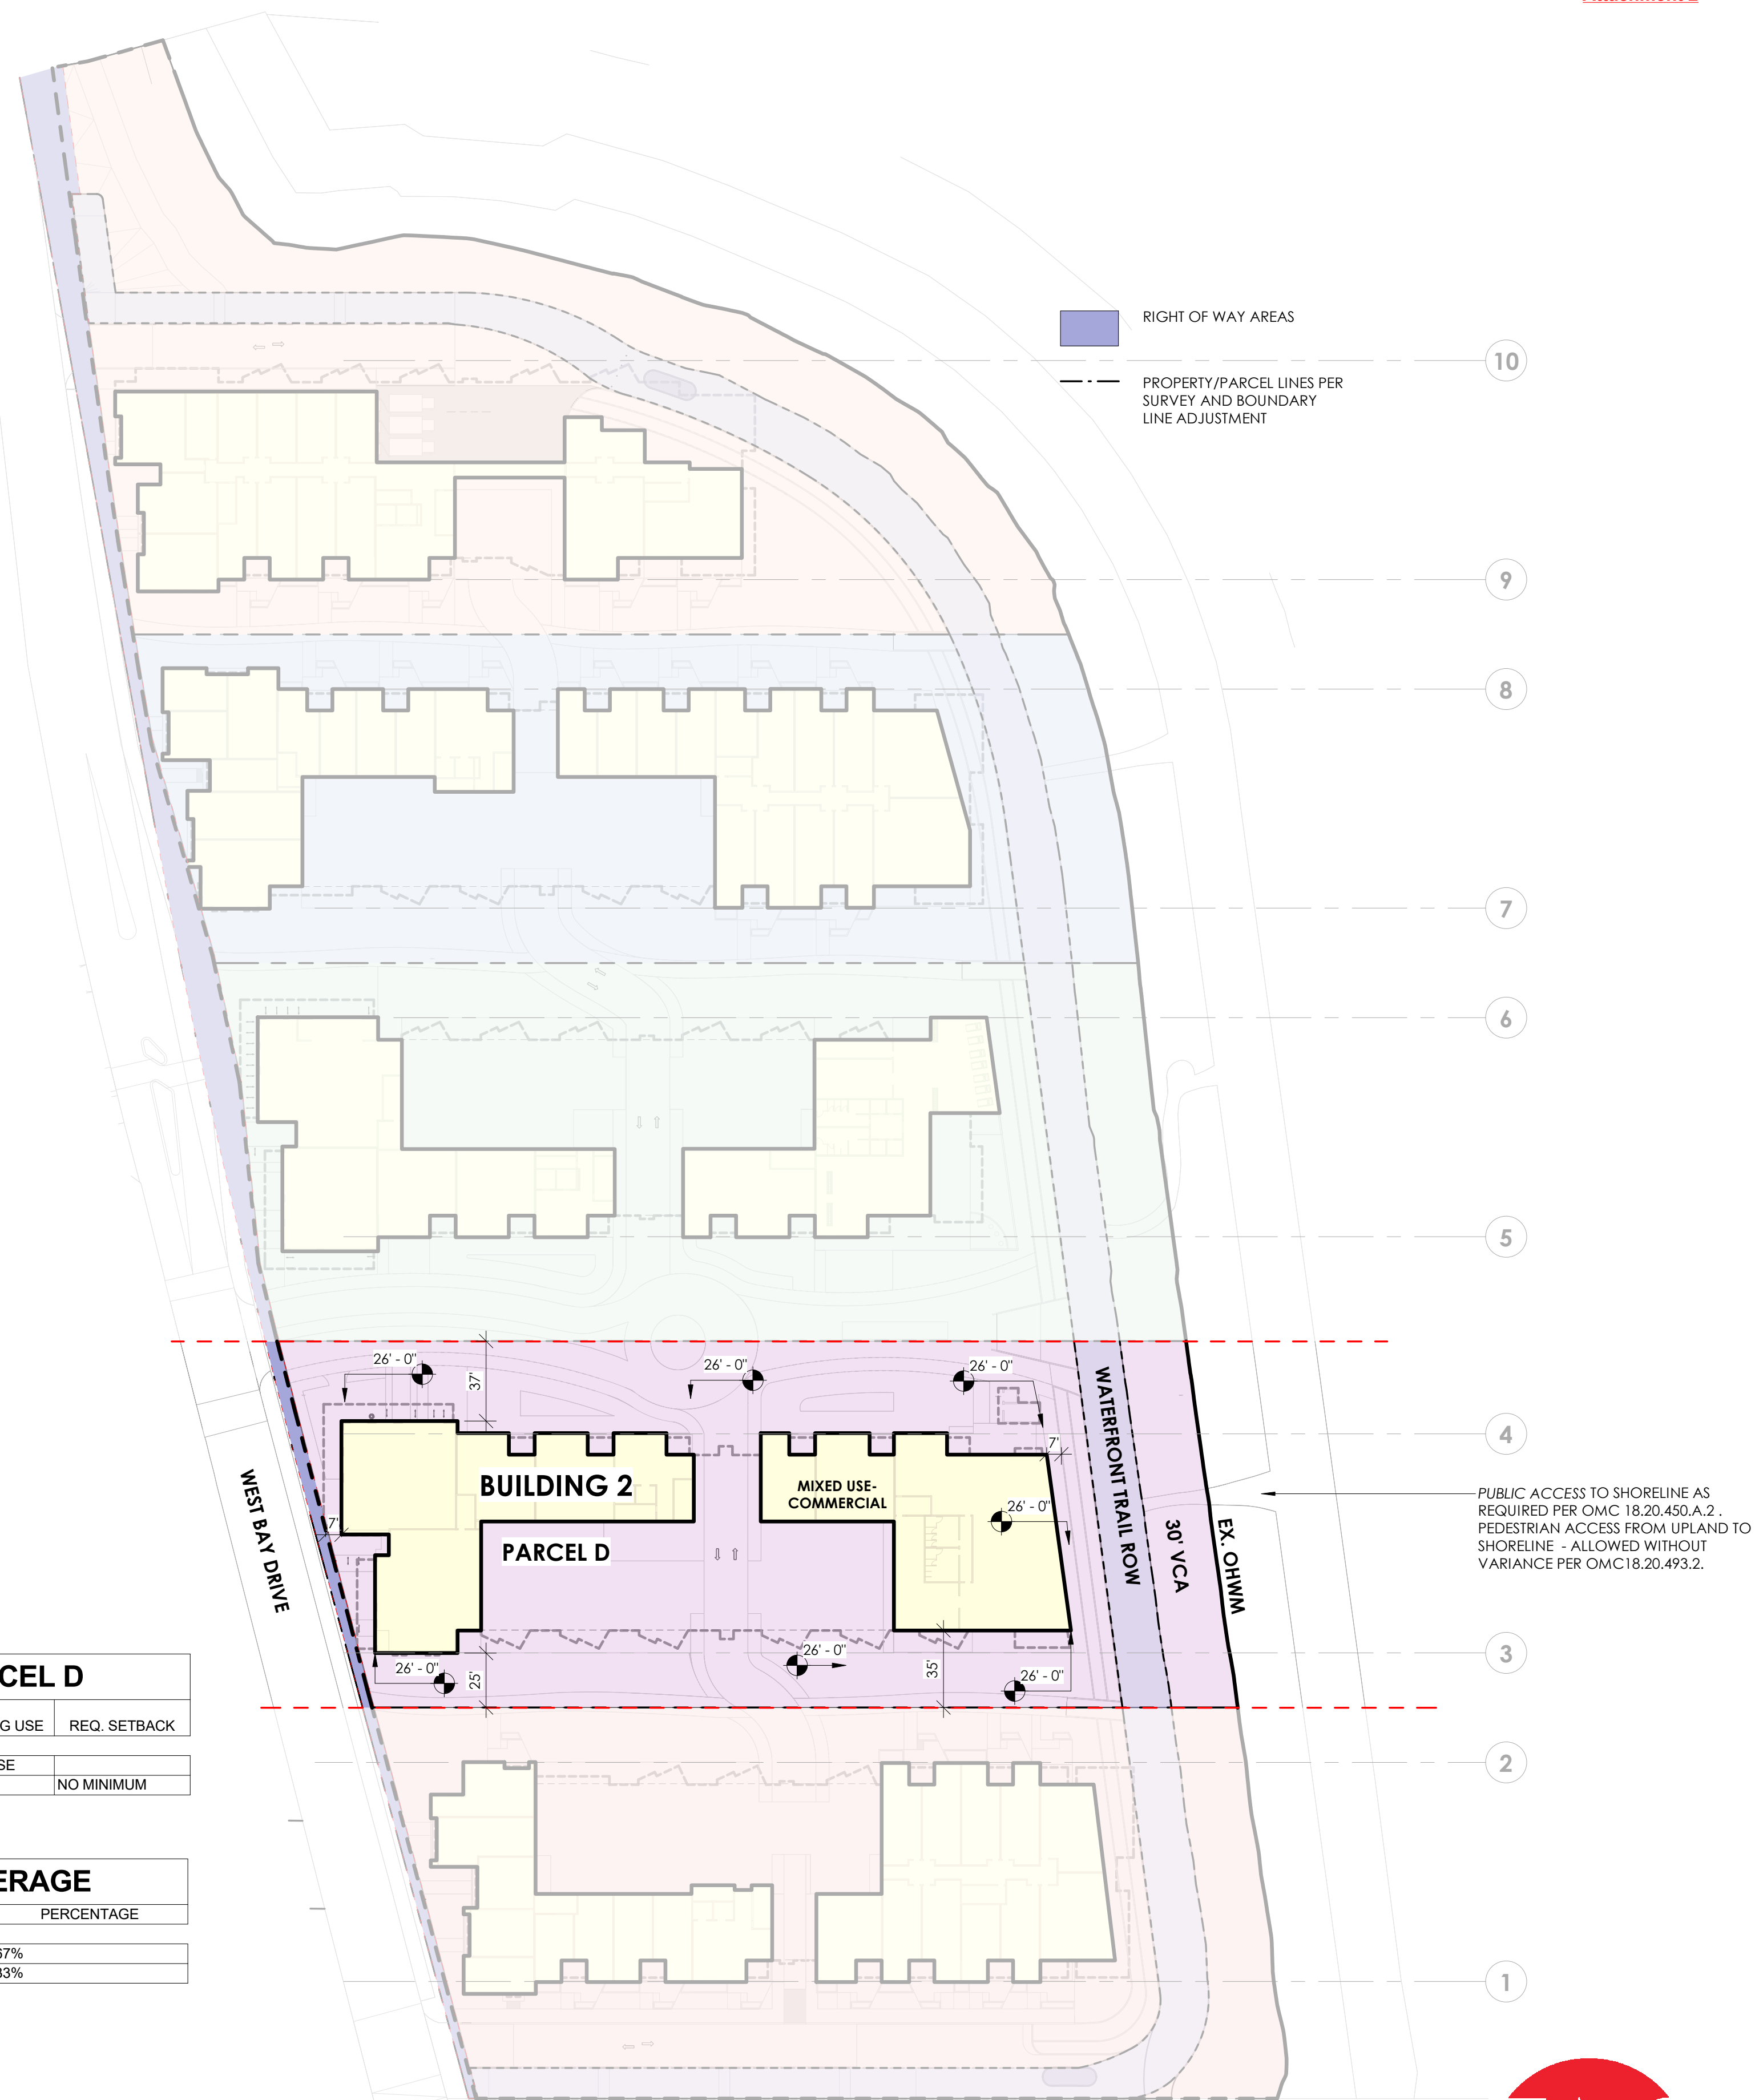 RIGHT OF WAY AREAS
PROPERTY/PARCEL LINES PER
SURVEY AND BOUNDARY
LINE ADJUSTMENT
10
9
8
7
6
5
26' - 0"
37'
26' - 0"
26' - 0"
4
7'
BUILDING 2
MIXED USE-
COMMERCIAL
26' - 0"
7'
PARCEL D
WEST BAY DRIVE
WATERFRONT TRAIL ROW
30' VCA
EX. OHWM
PUBLIC ACCESS TO SHORELINE AS
REQUIRED PER OMC 18.20.450.A.2 .
PEDESTRIAN ACCESS FROM UPLAND TO
SHORELINE - ALLOWED WITHOUT
VARIANCE PER OMC18.20.493.2.
26' - 0"
25'
26' - 0"
35'
26' - 0"
3
2
1
CEL D
G USE REQ. SETBACK
SE
NO MINIMUM
ERAGE
PERCENTAGE
67%
33%